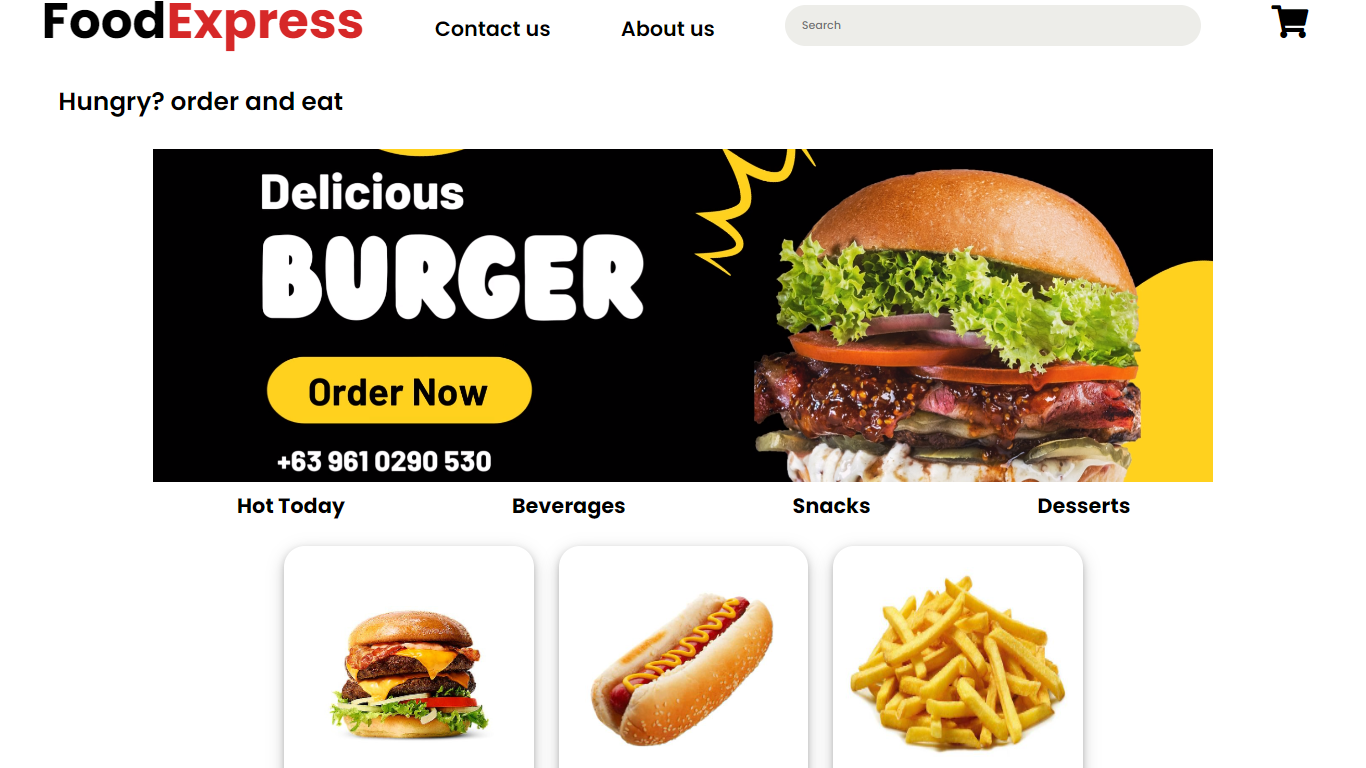 FoodExpress
Contact us
About us
Search
Hungry? order and eat
Delicious
BURGER
Order Now
+63 961 0290 530
Hot Today
Beverages
Snacks
Desserts